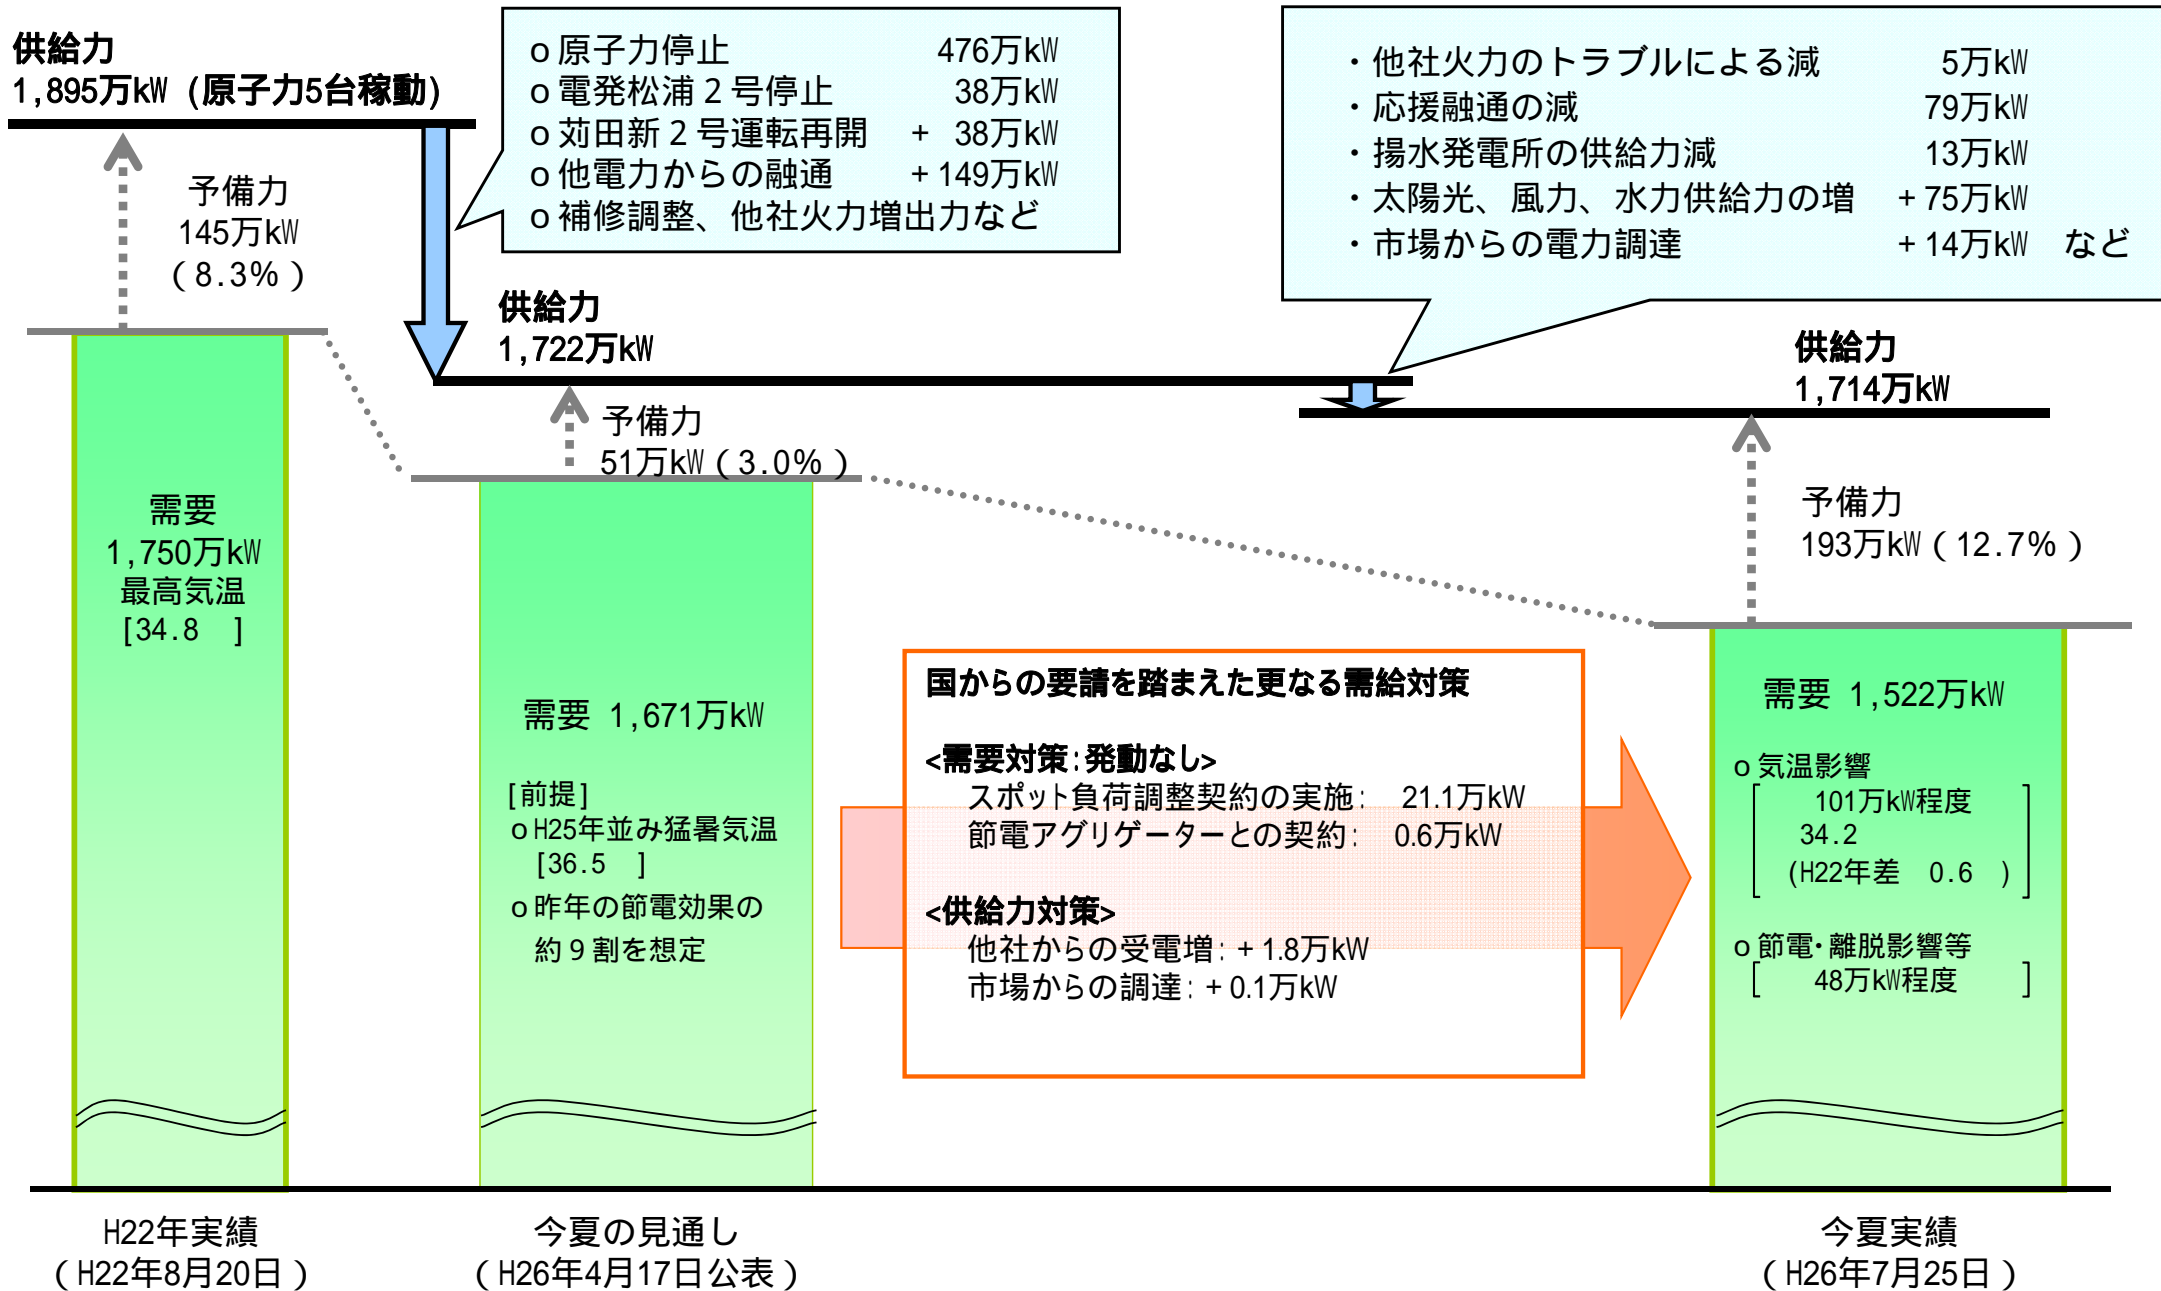 供給力
1,895万kW (原子力5台稼動)
o 原子力停止 476万kW
o 電発松浦２号停止 38万kW
o 苅田新２号運転再開 + 38万kW
o 他電力からの融通 + 149万kW
o 補修調整、他社火力増出力など
・他社火力のトラブルによる減 5万kW
・応援融通の減 79万kW
・揚水発電所の供給力減 13万kW
・太陽光、風力、水力供給力の増 + 75万kW
・市場からの電力調達 + 14万kW など
予備力
145万kW
(8.3%)
供給力
1,722万kW
供給力
1,714万kW
予備力
51万kW (3.0%)
予備力
193万kW (12.7%)
需要
1,750万kW
最高気温
[34.8 ]
需要 1,671万kW
[前提]
o H25年並み猛暑気温
[36.5 ]
o 昨年の節電効果の
約９割を想定
国からの要請を踏まえた更なる需給対策
<需要対策:発動なし>
スポット負荷調整契約の実施: 21.1万kW
節電アグリゲーターとの契約: 0.6万kW
<供給力対策>
他社からの受電増: + 1.8万kW
市場からの調達: + 0.1万kW
需要 1,522万kW
o 気温影響
[ 101万kW程度
34.2
(H22年差 0.6 )]
o 節電・離脱影響等
[ 48万kW程度 ]
H22年実績
(H22年8月20日)
今夏の見通し
(H26年4月17日公表)
今夏実績
(H26年7月25日)